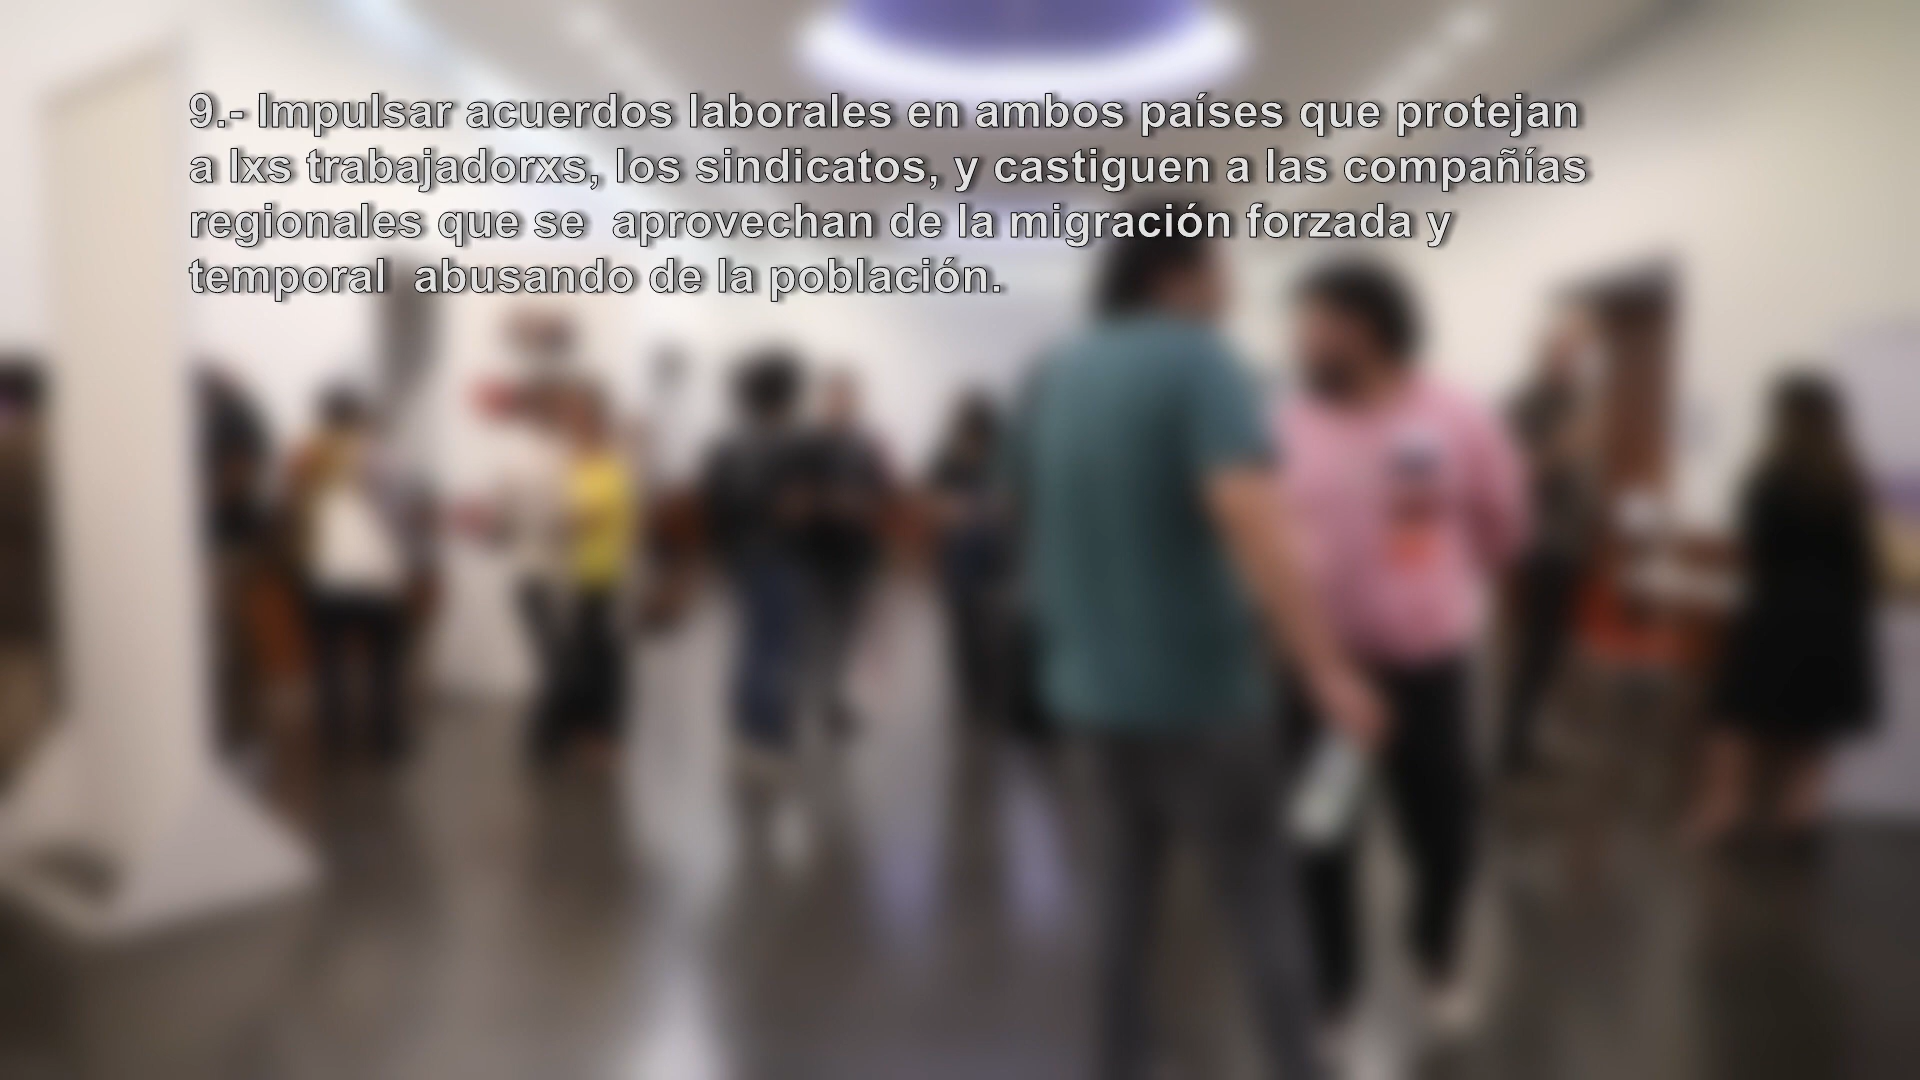 9.- Impulsar acuerdos laborales en ambos países que protejan
a lxs trabajadorxs, los sindicatos, y castiguen a las compañías
regionales que se  aprovechan de la migración forzada y
temporal  abusando de la población.